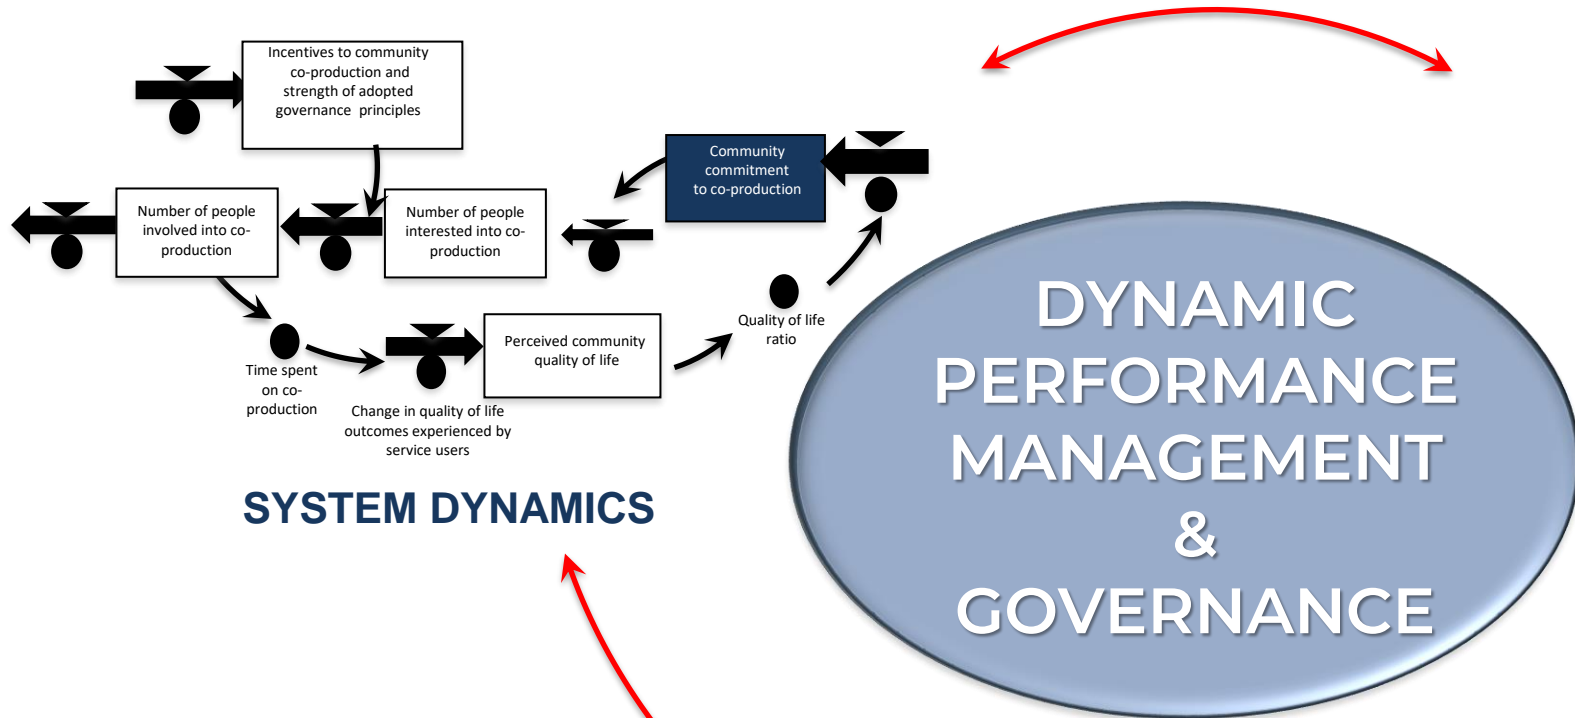 Incentives to community
co-production and
strength of adopted
governance principles
Community
commitment
to co-production
Number of people
involved into co-
production
Number of people
interested into co-
production
Quality of life
ratio
Perceived community
quality of life
Time spent
on co-
production
Change in quality of life
outcomes experienced by
service users
SYSTEM DYNAMICS
DYNAMIC
PERFORMANCE
MANAGEMENT
&
GOVERNANCE